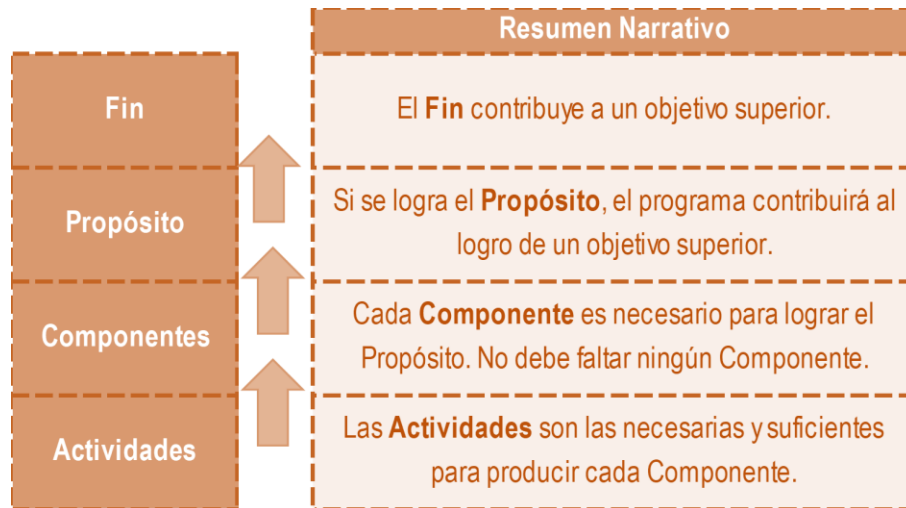 Resumen Narrativo
Fin
El Fin contribuye a un objetivo superior.
Propósito
Si se logra el Propósito, el programa contribuirá al
logro de un objetivo superior.
Componentes
Cada Componente es necesario para lograr el
Propósito. No debe faltar ningún Componente.
Actividades
Las Actividades son las necesarias y suficientes
para producir cada Componente.